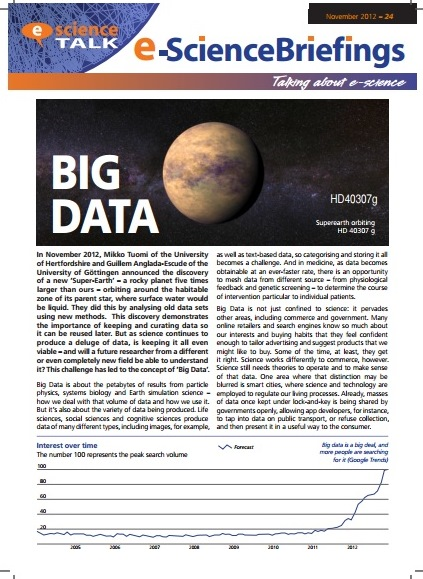 November 2012 – 24
e science
TALK
e-ScienceBriefings
Talking about e-science
BIG
DATA
HD40307g
Superearth orbiting
HD 40307 g
In November 2012, Mikko Tuomi of the University
of Hertfordshire and Guillem Anglada-Escude of the
University of Göttingen announced the discovery
of a new 'Super-Earth' – a rocky planet five times
larger than ours – orbiting around the habitable
zone of its parent star, where surface water would
be liquid. They did this by analysing old data sets
using new methods. This discovery demonstrates
the importance of keeping and curating data so
it can be reused later. But as science continues to
produce a deluge of data, is keeping it all even
viable – and will a future researcher from a different
or even completely new field be able to understand
it? This challenge has led to the concept of 'Big Data'.
Big Data is about the petabytes of results from particle
physics, systems biology and Earth simulation science –
how we deal with that volume of data and how we use it.
But it's also about the variety of data being produced. Life
sciences, social sciences and cognitive sciences produce
data of many different types, including images, for example,
as well as text-based data, so categorising and storing it all
becomes a challenge. And in medicine, as data becomes
obtainable at an ever-faster rate, there is an opportunity
to mesh data from different source – from physiological
feedback and genetic screening – to determine the course
of intervention particular to individual patients.
Big Data is not just confined to science: it pervades
other areas, including commerce and government. Many
online retailers and search engines know so much about
our interests and buying habits that they feel confident
enough to tailor advertising and suggest products that we
might like to buy. Some of the time, at least, they get
it right. Science works differently to commerce, however.
Science still needs theories to operate and to make sense
of that data. One area where that distinction may be
blurred is smart cities, where science and technology are
employed to regulate our living processes. Already, masses
of data once kept under lock-and-key is being shared by
governments openly, allowing app developers, for instance,
to tap into data on public transport, or refuse collection,
and then present it in a useful way to the consumer.
Interest over time
The number 100 represents the peak search volume
Forecast
Big data is a big deal, and
more people are searching
for it (Google Trends)
100
80
60
40
20
2005 2006 2007 2008 2009 2010 2011 2012